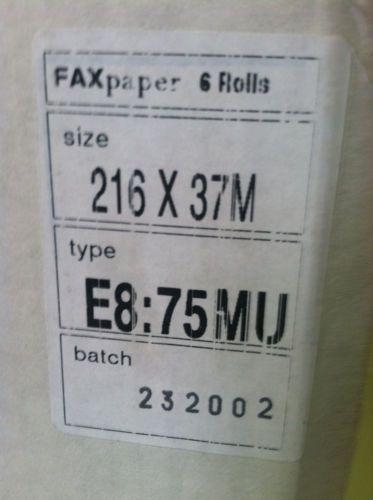 FAXpaper 6 Rolls
size
216 X 37M
type
E8:75MU
batch
232002